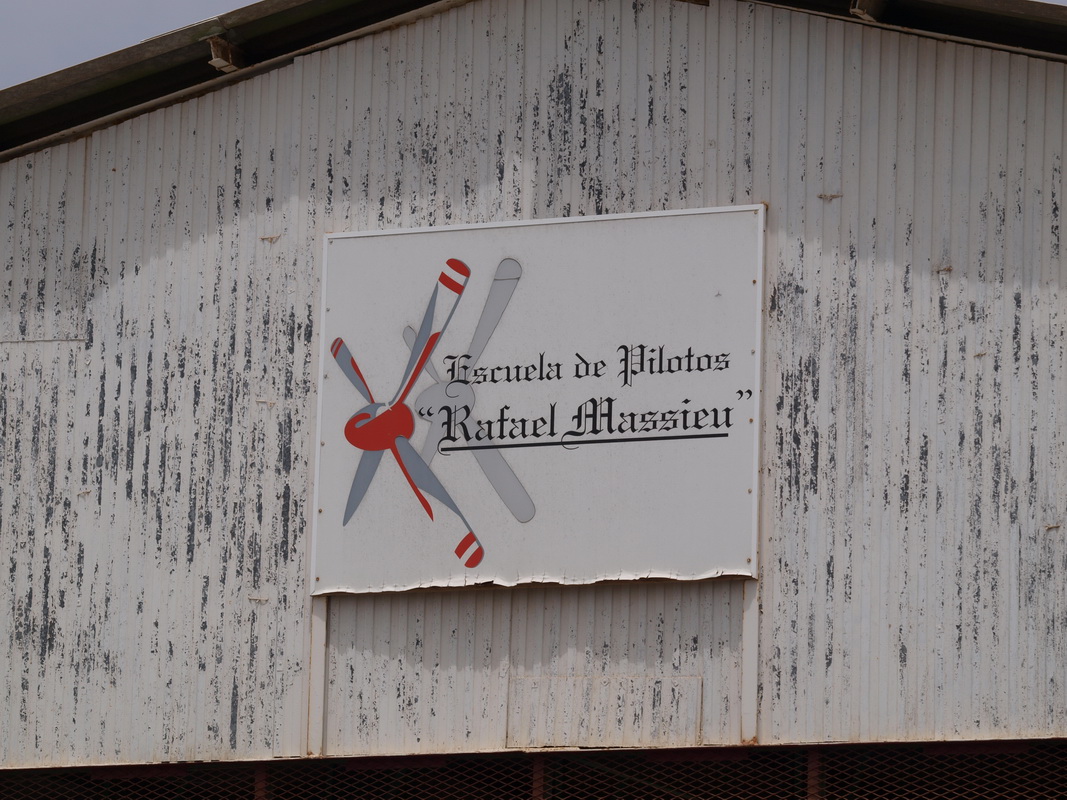 Escuela de Pilotos
“Rafael Massieu”